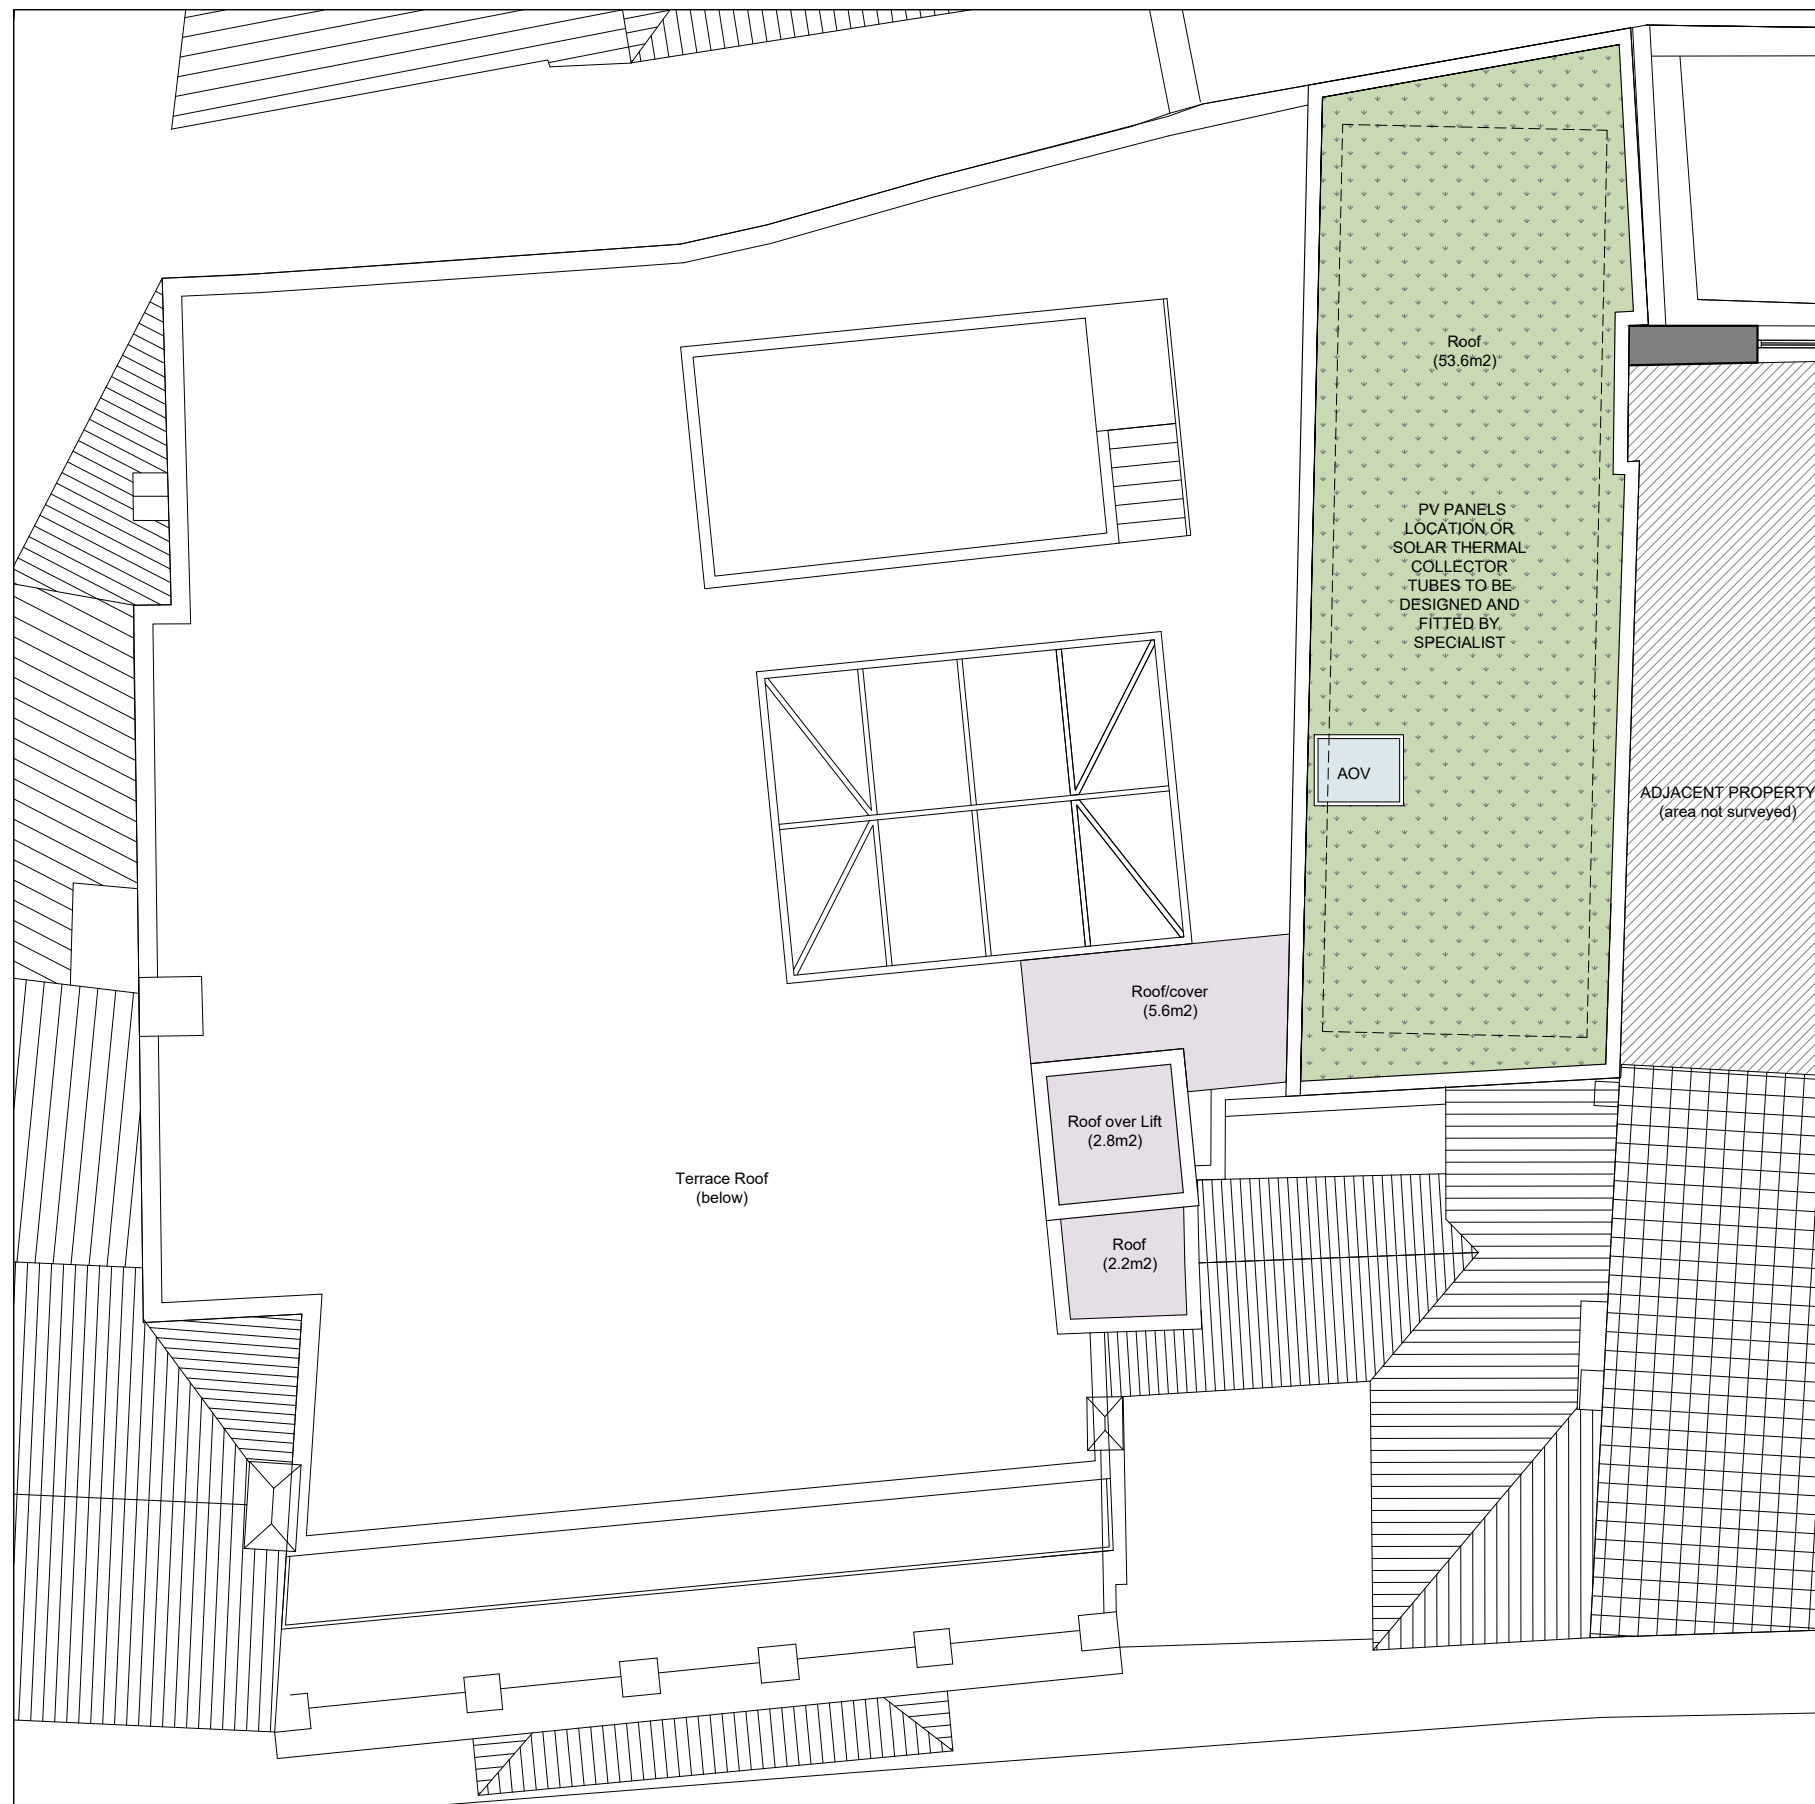 Roof
(53.6m2)
PV PANELS
LOCATION OR
SOLAR THERMAL
COLLECTOR
TUBES TO BE
DESIGNED AND
FITTED BY
SPECIALIST
AOV
ADJACENT PROPERTY
(area not surveyed)
Roof/cover
(5.6m2)
Roof over Lift
(2.8m2)
Terrace Roof
(below)
Roof
(2.2m2)